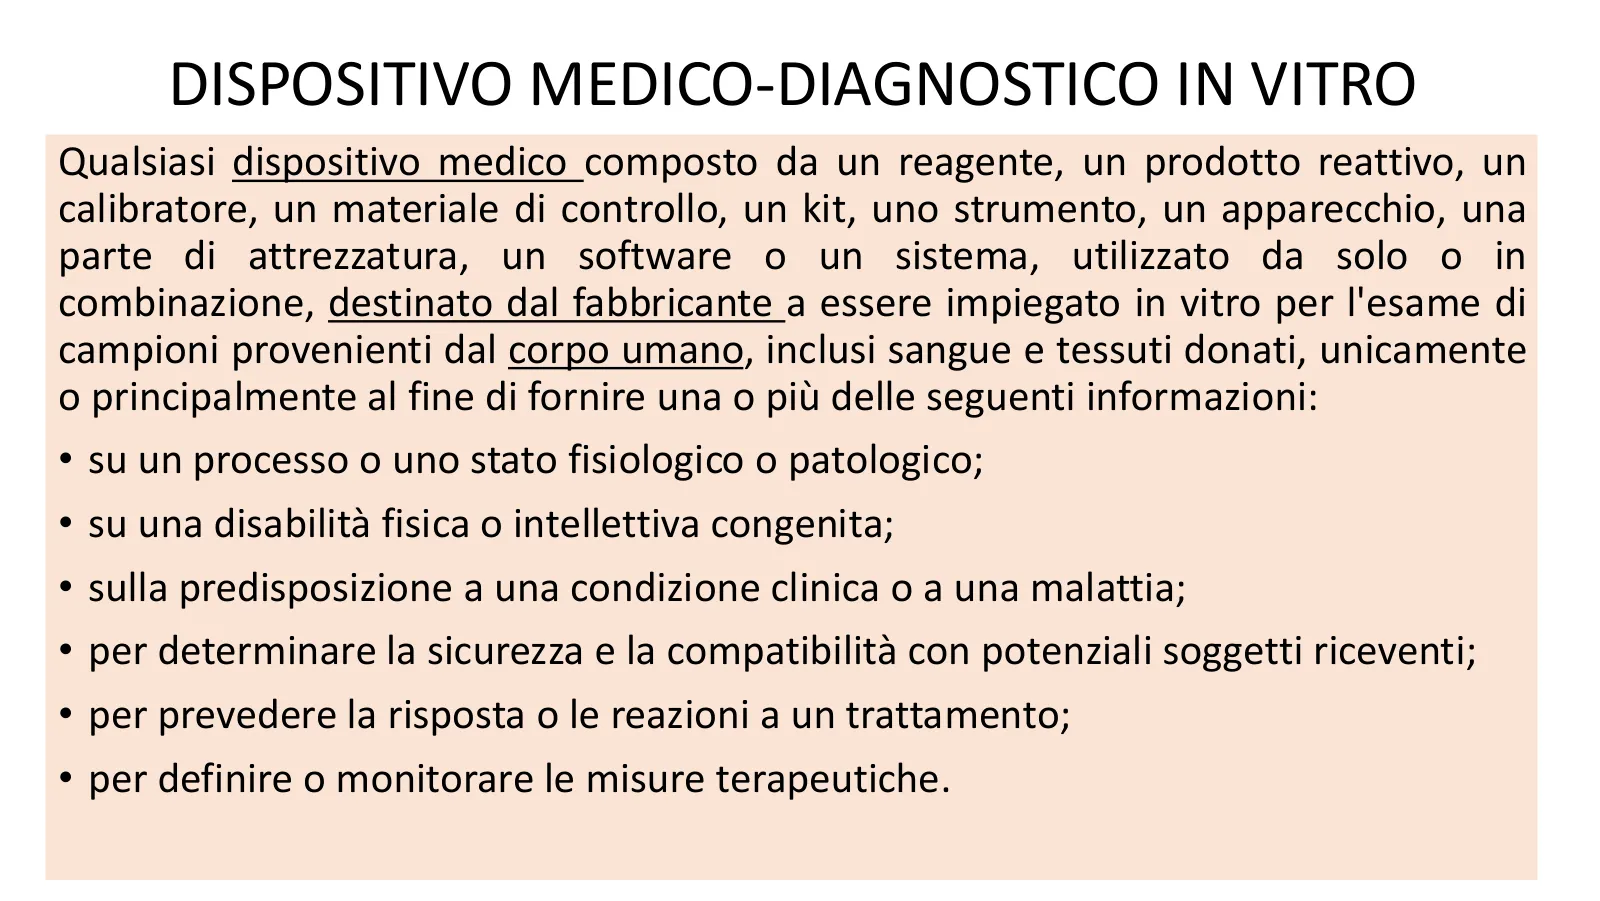 DISPOSITIVO MEDICO-DIAGNOSTICO IN VITRO
Qualsiasi dispositivo medico composto da un reagente, un prodotto reattivo, un
calibratore, un materiale di controllo, un kit, uno strumento, un apparecchio, una
parte di attrezzatura, un software o un sistema, utilizzato da solo o in
combinazione, destinato dal fabbricante a essere impiegato in vitro per l'esame di
campioni provenienti dal corpo umano, inclusi sangue e tessuti donati, unicamente
o principalmente al fine di fornire una o più delle seguenti informazioni:
• su un processo o uno stato fisiologico o patologico;
• su una disabilità fisica o intellettiva congenita;
• sulla predisposizione a una condizione clinica o a una malattia;
• per determinare la sicurezza e la compatibilità con potenziali soggetti riceventi;
• per prevedere la risposta o le reazioni a un trattamento;
• per definire o monitorare le misure terapeutiche.